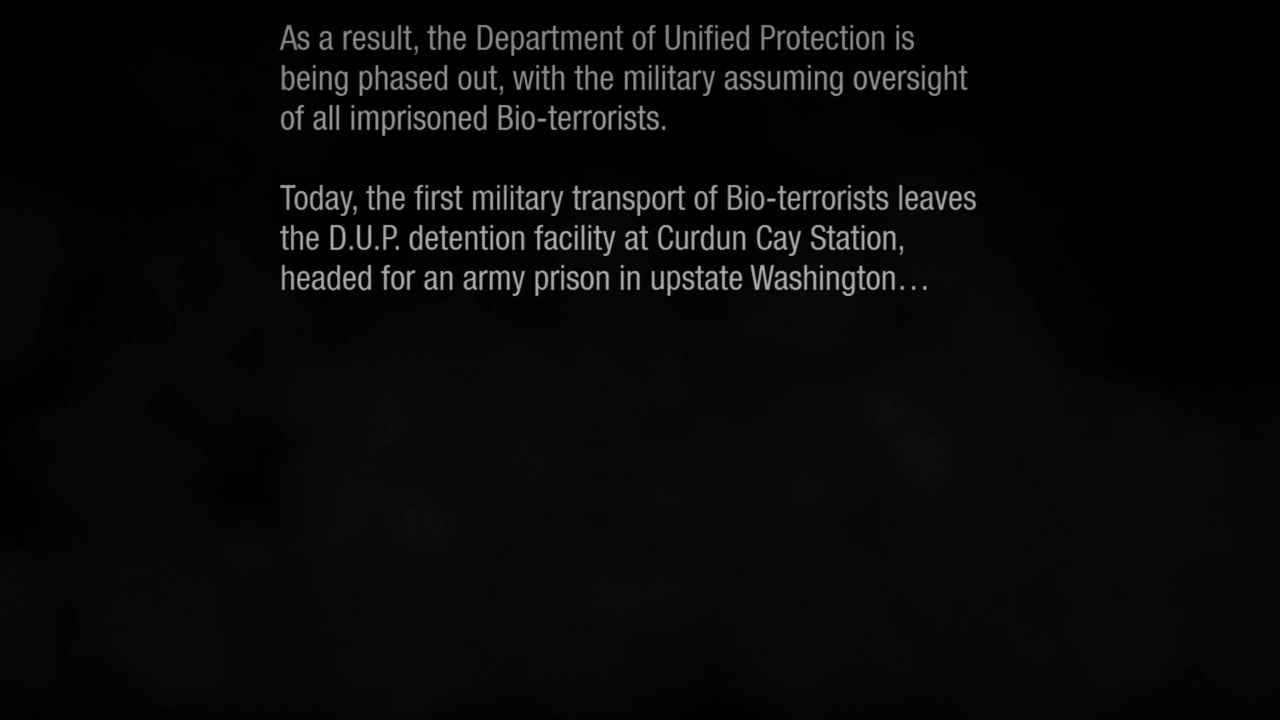 As a result, the Department of Unified Protection is
being phased out, with the military assuming oversight
of all imprisoned Bio-terrorists.
Today, the first military transport of Bio-terrorists leaves
the D.U.P. detention facility at Curdun Cay Station,
headed for an army prison in upstate Washington…